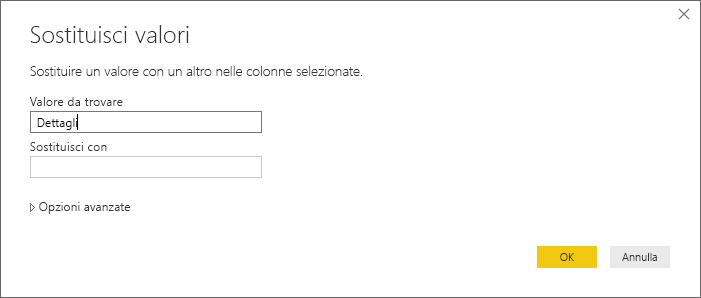 Sostituisci valori
Sostituire un valore con un altro nelle colonne selezionate.
Valore da trovare
Dettagli
Sostituisci con
Opzioni avanzate
OK
Annulla